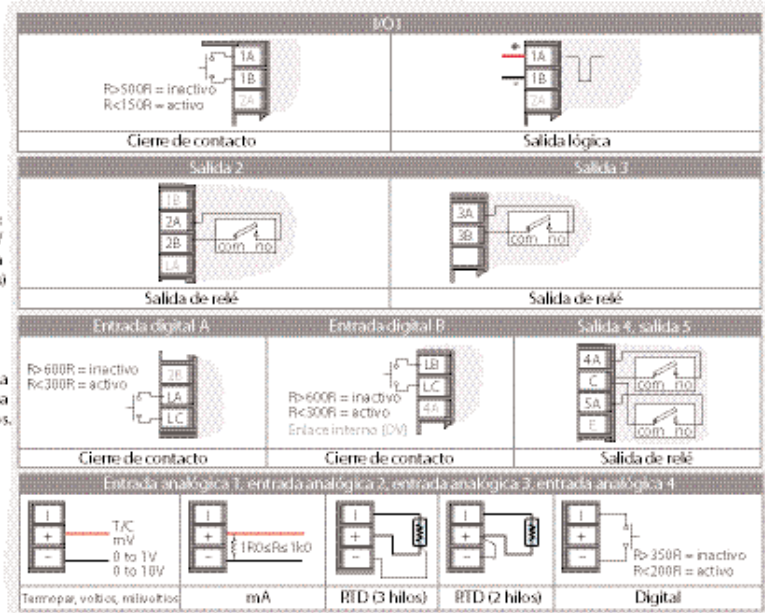 I/O1
1A
1B
2A
R>500R = inactivo
R<150R = activo
Cierre de contacto
+
1A
1B
2A
Salida lógica
Salida 2
Salida 3
1B
2A
2B
LA
com no
Salida de relé
3A
3B
com no
Salida de relé
a
os.
Entrada digital A
Entrada digital B
Salida 4, salida 5
R>600R = inactivo
R<300R = activo
2B
LA
LC
Cierre de contacto
LB
LC
4A
R>600R = inactivo
R<300R = activo
Enlace interno (0V)
Cierre de contacto
4A
C
5A
E
com no
com no
Salida de relé
Entrada analógica 1, entrada analógica 2, entrada analógica 3, entrada analógica 4
I
+
−
T/C
mV
0 to 1V
0 to 10V
Termopar, voltios, milivoltios
I
+
−
1R0≤R≤1k0
mA
I
+
−
RTD (3 hilos)
I
+
−
RTD (2 hilos)
I
+
−
R>350R = inactivo
R<200R = activo
Digital